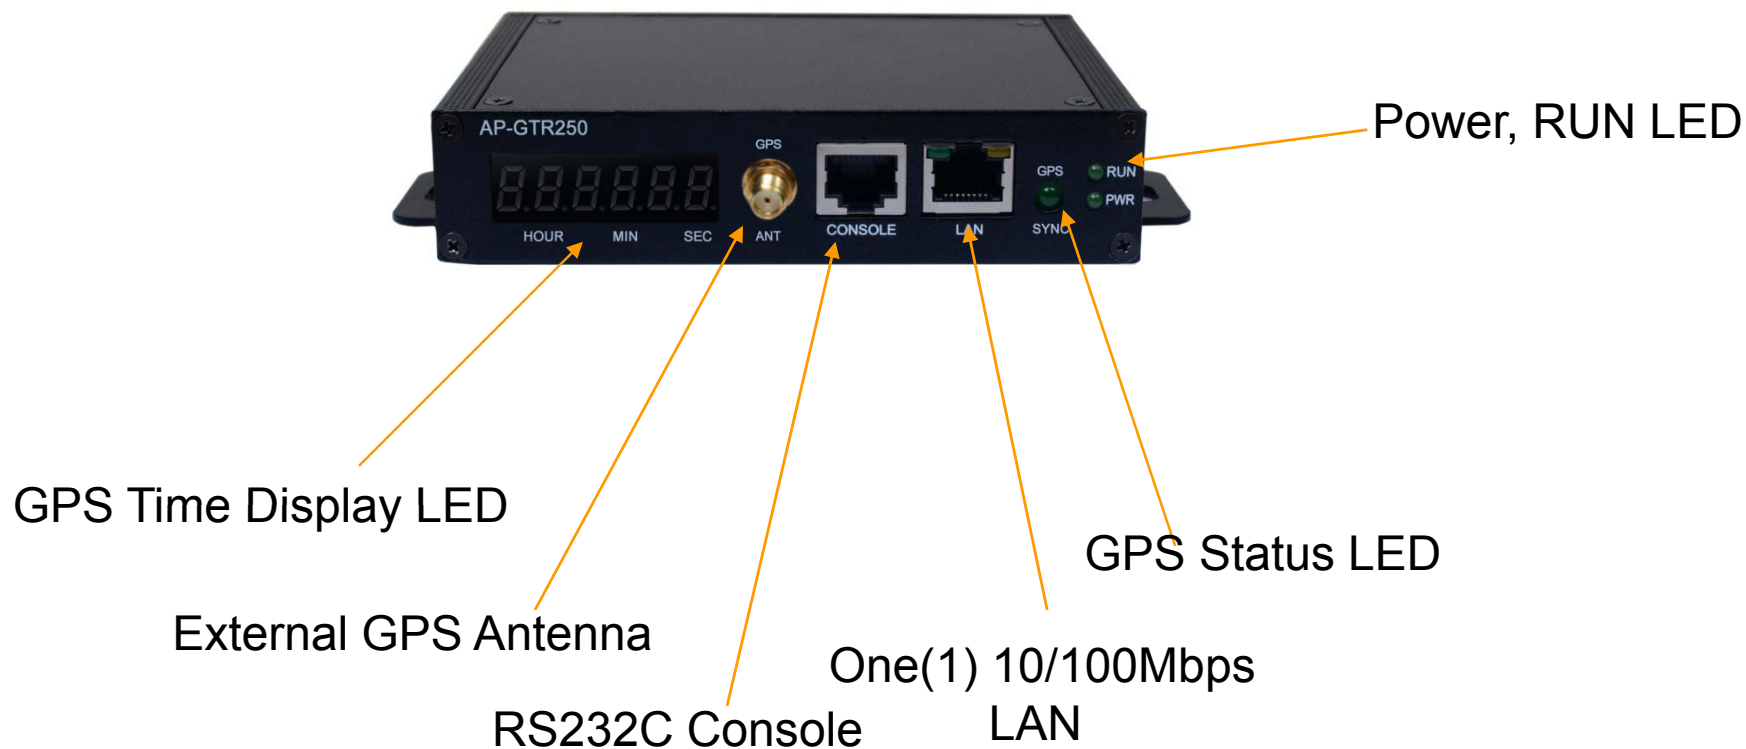 AP-GTR250
GPS
HOUR MIN SEC
ANT
CONSOLE
LAN
GPS
SYNC
RUN
PWR
Power, RUN LED
GPS Time Display LED
GPS Status LED
External GPS Antenna
One(1) 10/100Mbps
LAN
RS232C Console